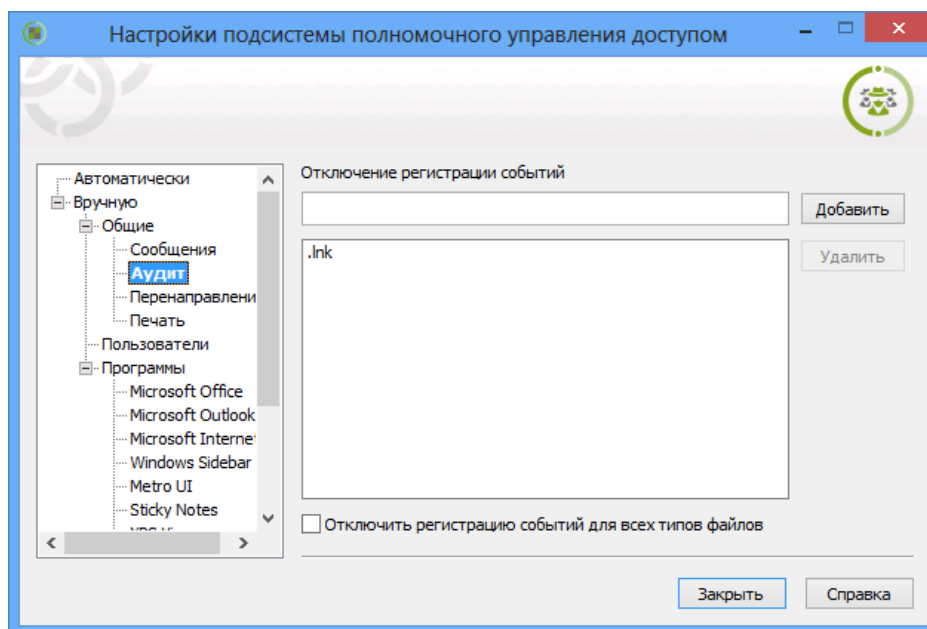 Настройки подсистемы полномочного управления доступом
Автоматически
Вручную
Общие
Сообщения
Аудит
Перенаправлени
Печать
Пользователи
Программы
Microsoft Office
Microsoft Outlook
Microsoft Interne
Windows Sidebar
Metro UI
Sticky Notes
Отключение регистрации событий
Добавить
.lnk
Удалить
Отключить регистрацию событий для всех типов файлов
Закрыть
Справка